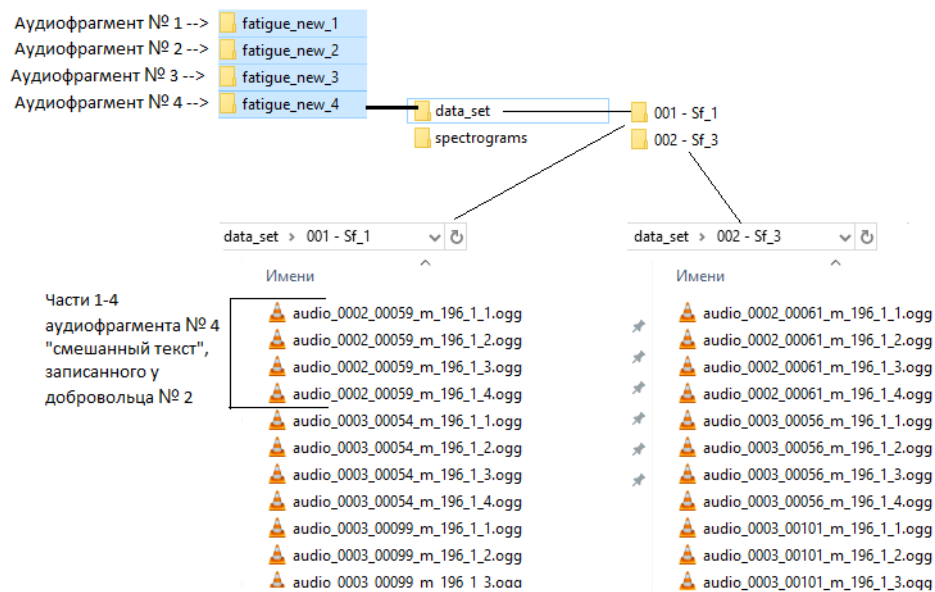 Аудиофрагмент № 1 --> fatigue_new_1
Аудиофрагмент № 2 --> fatigue_new_2
Аудиофрагмент № 3 --> fatigue_new_3
Аудиофрагмент № 4 --> fatigue_new_4
data_set
spectrograms
001 - Sf_1
002 - Sf_3
data_set > 001 - Sf_1
Имени
Части 1-4
аудиофрагмента № 4
"смешанный текст",
записанного у
добровольца № 2
audio_0002_00059_m_196_1_1.ogg
audio_0002_00059_m_196_1_2.ogg
audio_0002_00059_m_196_1_3.ogg
audio_0002_00059_m_196_1_4.ogg
audio_0003_00054_m_196_1_1.ogg
audio_0003_00054_m_196_1_2.ogg
audio_0003_00054_m_196_1_3.ogg
audio_0003_00054_m_196_1_4.ogg
audio_0003_00099_m_196_1_1.ogg
audio_0003_00099_m_196_1_2.ogg
audio_0003_00099_m_196_1_3.ogg
data_set > 002 - Sf_3
Имени
audio_0002_00061_m_196_1_1.ogg
audio_0002_00061_m_196_1_2.ogg
audio_0002_00061_m_196_1_3.ogg
audio_0002_00061_m_196_1_4.ogg
audio_0003_00056_m_196_1_1.ogg
audio_0003_00056_m_196_1_2.ogg
audio_0003_00056_m_196_1_3.ogg
audio_0003_00056_m_196_1_4.ogg
audio_0003_00101_m_196_1_1.ogg
audio_0003_00101_m_196_1_2.ogg
audio_0003_00101_m_196_1_3.ogg